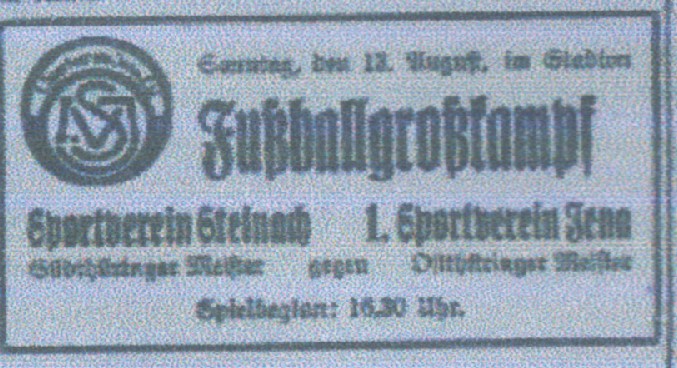 Sonntag, den 13. August, im Stadion
Fußballgroßkampf
Sportverein Steinach 1. Sportverein Jena
Südthüringer Meister gegen Ostthüringer Meister
Spielbeginn: 16.30 Uhr.